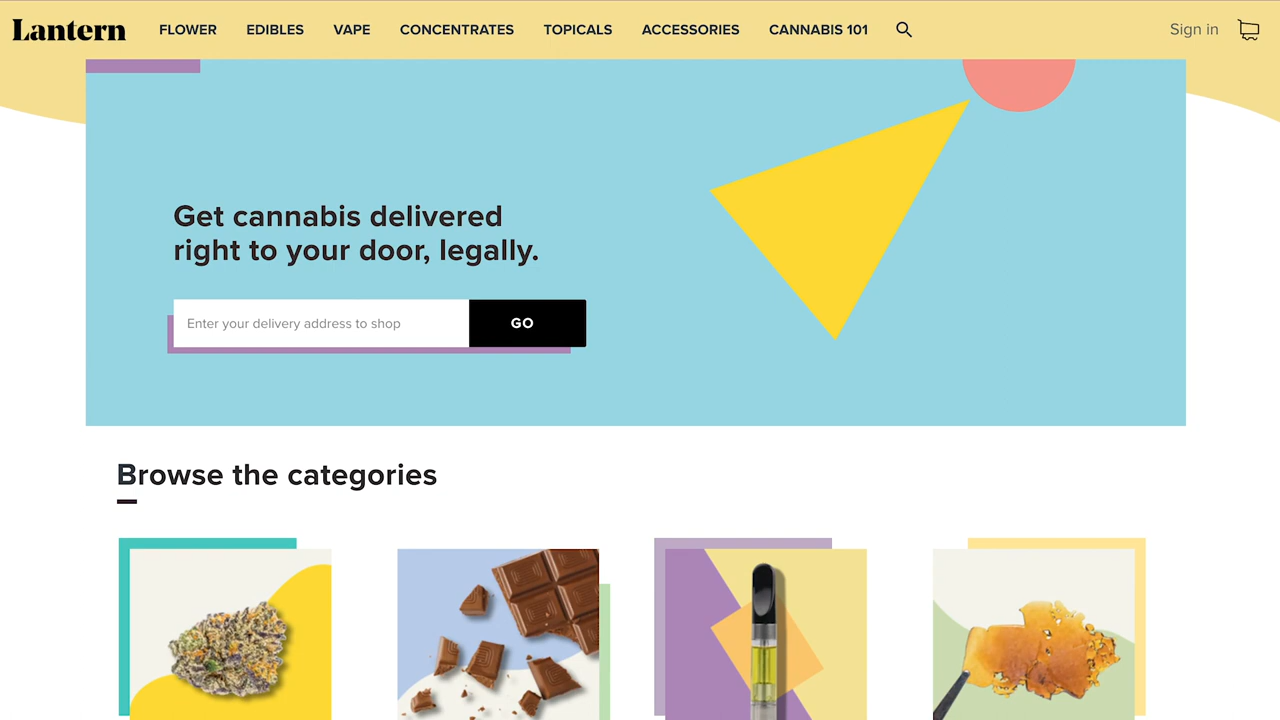 Lantern
FLOWER
EDIBLES
VAPE
CONCENTRATES
TOPICALS
ACCESSORIES
CANNABIS 101
Sign in
Get cannabis delivered
right to your door, legally.
Enter your delivery address to shop
GO
Browse the categories